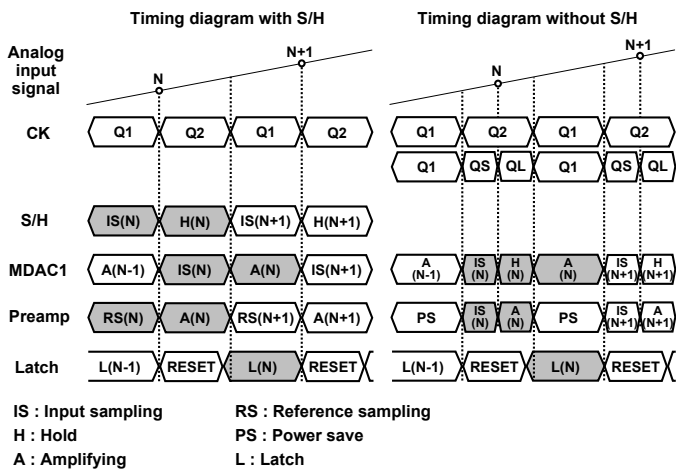 Timing diagram with S/H
Timing diagram without S/H
Analog
input
signal
N
N+1
N
N+1
CK
Q1 Q2 Q1 Q2
Q1 Q2 Q1 Q2
Q1 QS QL Q1 QS QL
S/H
IS(N) H(N) IS(N+1) H(N+1)
MDAC1
A(N-1) IS(N) A(N) IS(N+1)
A
(N-1)
IS
(N)
H
(N)
A
(N)
IS
(N+1)
H
(N+1)
Preamp
RS(N) A(N) RS(N+1) A(N+1)
PS
IS
(N)
A
(N)
PS
IS
(N+1)
A
(N+1)
Latch
L(N-1) RESET L(N) RESET
L(N-1) RESET L(N) RESET
IS : Input sampling
RS : Reference sampling
H : Hold
PS : Power save
A : Amplifying
L : Latch